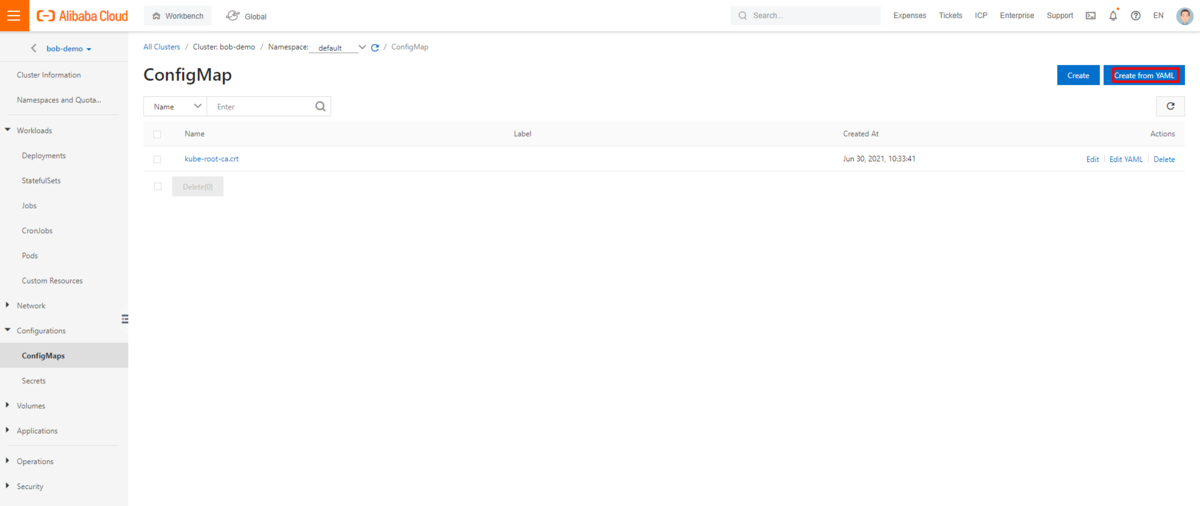 Alibaba Cloud Workbench Global Search... Expenses Tickets ICP Enterprise Support EN
bob-demo
Cluster Information
Namespaces and Quota...
Workloads
Deployments
StatefulSets
Jobs
CronJobs
Pods
Custom Resources
Network
Configurations
ConfigMaps
Secrets
Volumes
Applications
Operations
Security
All Clusters / Cluster: bob-demo / Namespace: default / ConfigMap
ConfigMap
Create Create from YAML
Name Enter
Name Label Created At Actions
kube-root-ca.crt Jun 30, 2021, 10:33:41 Edit | Edit YAML | Delete
Delete(0)